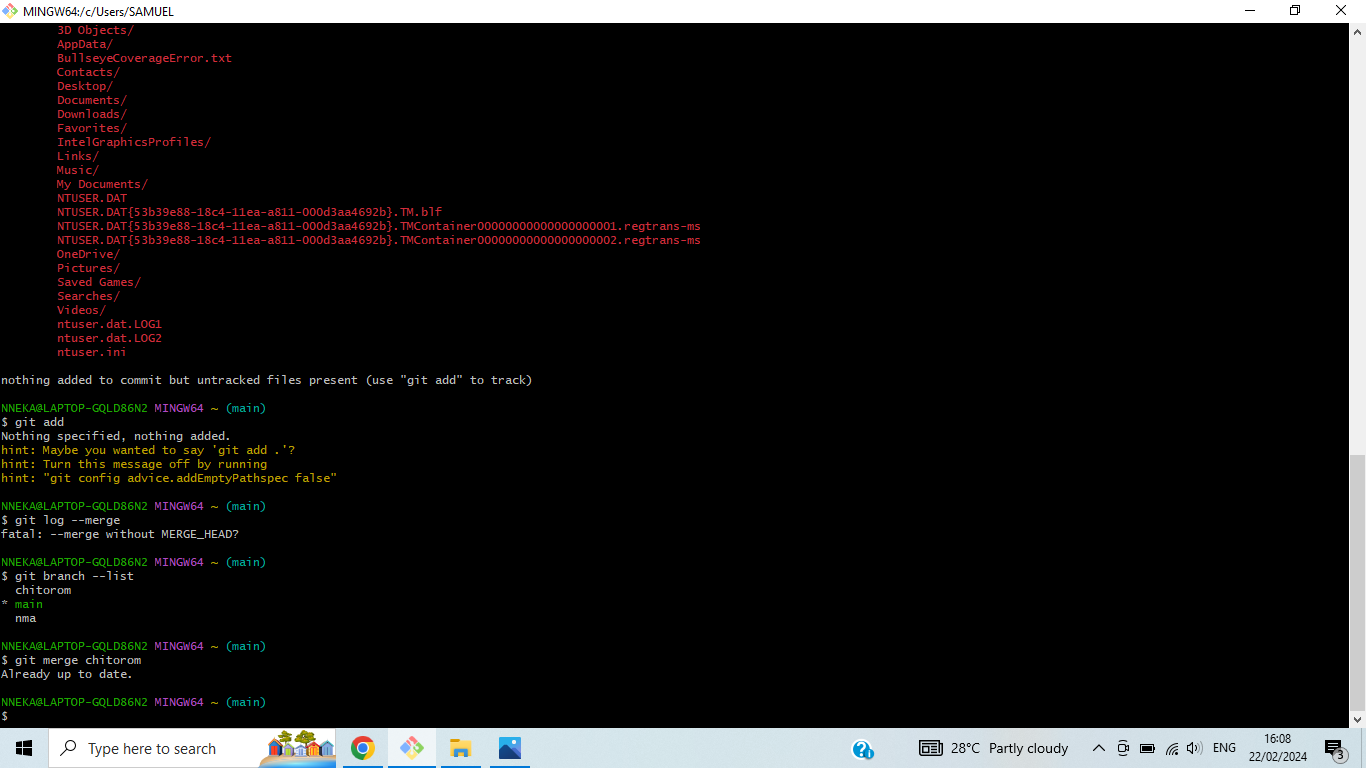 MINGW64:/c/Users/SAMUEL
3D Objects/
AppData/
BullseyeCoverageError.txt
Contacts/
Desktop/
Documents/
Downloads/
Favorites/
IntelGraphicsProfiles/
Links/
Music/
My Documents/
NTUSER.DAT
NTUSER.DAT{53b39e88-18c4-11ea-a811-000d3aa4692b}.TM.blf
NTUSER.DAT{53b39e88-18c4-11ea-a811-000d3aa4692b}.TMContainer00000000000000000001.regtrans-ms
NTUSER.DAT{53b39e88-18c4-11ea-a811-000d3aa4692b}.TMContainer00000000000000000002.regtrans-ms
OneDrive/
Pictures/
Saved Games/
Searches/
Videos/
ntuser.dat.LOG1
ntuser.dat.LOG2
ntuser.ini
nothing added to commit but untracked files present (use "git add" to track)
NNEKA@LAPTOP-GQLD86N2 MINGW64 ~ (main)
$ git add
Nothing specified, nothing added.
hint: Maybe you wanted to say 'git add .'?
hint: Turn this message off by running
hint: "git config advice.addEmptyPathspec false"
NNEKA@LAPTOP-GQLD86N2 MINGW64 ~ (main)
$ git log --merge
fatal: --merge without MERGE_HEAD?
NNEKA@LAPTOP-GQLD86N2 MINGW64 ~ (main)
$ git branch --list
chitorom
* main
nma
NNEKA@LAPTOP-GQLD86N2 MINGW64 ~ (main)
$ git merge chitorom
Already up to date.
NNEKA@LAPTOP-GQLD86N2 MINGW64 ~ (main)
$
Type here to search
28°C Partly cloudy
ENG
16:08
22/02/2024
3